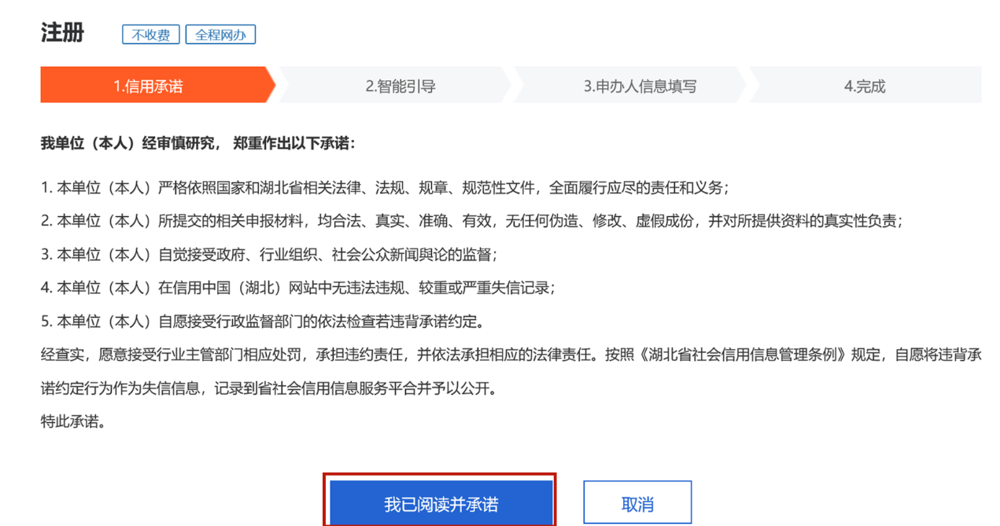 注册
不收费 全程网办
1.信用承诺 2.智能引导 3.申办人信息填写 4.完成
我单位（本人）经审慎研究， 郑重作出以下承诺：
1. 本单位（本人）严格依照国家和湖北省相关法律、法规、规章、规范性文件，全面履行应尽的责任和义务；
2. 本单位（本人）所提交的相关申报材料，均合法、真实、准确、有效，无任何伪造、修改、虚假成份，并对所提供资料的真实性负责；
3. 本单位（本人）自觉接受政府、行业组织、社会公众新闻舆论的监督；
4. 本单位（本人）在信用中国（湖北）网站中无违法违规、较重或严重失信记录；
5. 本单位（本人）自愿接受行政监督部门的依法检查若违背承诺约定。
经查实，愿意接受行业主管部门相应处罚，承担违约责任，并依法承担相应的法律责任。按照《湖北省社会信用信息管理条例》规定，自愿将违背承
诺约定行为作为失信信息，记录到省社会信用信息服务平合并予以公开。
特此承诺。
我已阅读并承诺 取消